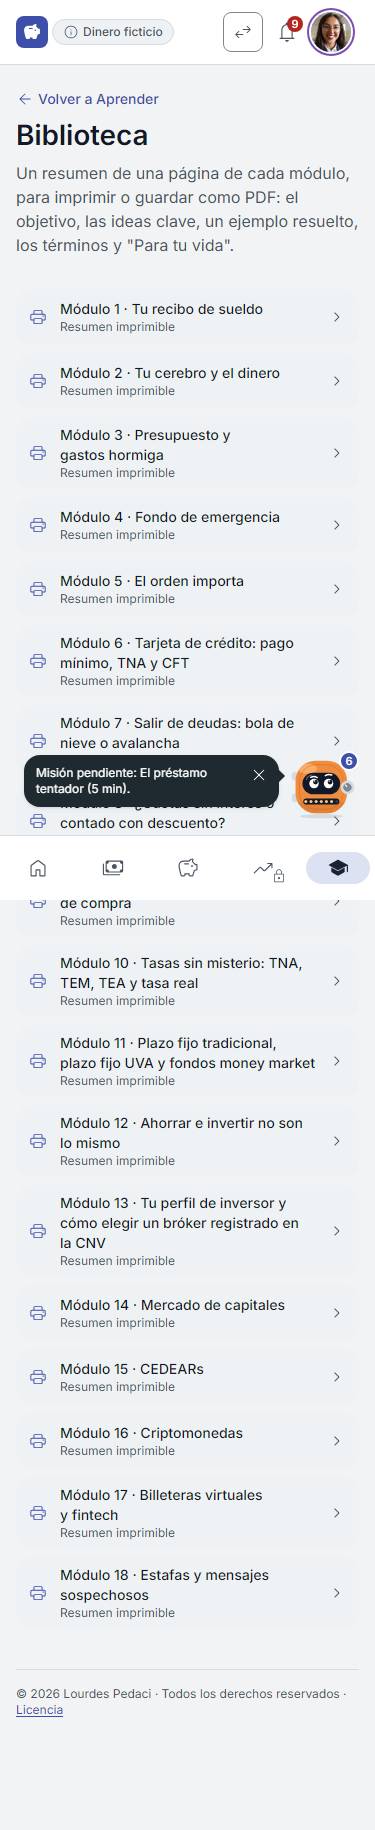 Dinero ficticio
9
Volver a Aprender
Biblioteca
Un resumen de una página de cada módulo,
para imprimir o guardar como PDF: el
objetivo, las ideas clave, un ejemplo resuelto,
los términos y "Para tu vida".
Módulo 1 · Tu recibo de sueldo
Resumen imprimible
Módulo 2 · Tu cerebro y el dinero
Resumen imprimible
Módulo 3 · Presupuesto y
gastos hormiga
Resumen imprimible
Módulo 4 · Fondo de emergencia
Resumen imprimible
Módulo 5 · El orden importa
Resumen imprimible
Módulo 6 · Tarjeta de crédito: pago
mínimo, TNA y CFT
Resumen imprimible
Módulo 7 · Salir de deudas: bola de
nieve o avalancha
Misión pendiente: El préstamo
tentador (5 min).
6
contado con descuento?
de compra
Resumen imprimible
Módulo 10 · Tasas sin misterio: TNA,
TEM, TEA y tasa real
Resumen imprimible
Módulo 11 · Plazo fijo tradicional,
plazo fijo UVA y fondos money market
Resumen imprimible
Módulo 12 · Ahorrar e invertir no son
lo mismo
Resumen imprimible
Módulo 13 · Tu perfil de inversor y
cómo elegir un bróker registrado en
la CNV
Resumen imprimible
Módulo 14 · Mercado de capitales
Resumen imprimible
Módulo 15 · CEDEARs
Resumen imprimible
Módulo 16 · Criptomonedas
Resumen imprimible
Módulo 17 · Billeteras virtuales
y fintech
Resumen imprimible
Módulo 18 · Estafas y mensajes
sospechosos
Resumen imprimible
© 2026 Lourdes Pedaci · Todos los derechos reservados ·
Licencia